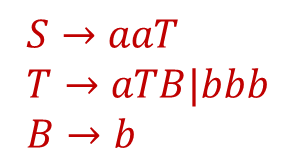 S → aaT
T → aTB|bbb
B → b